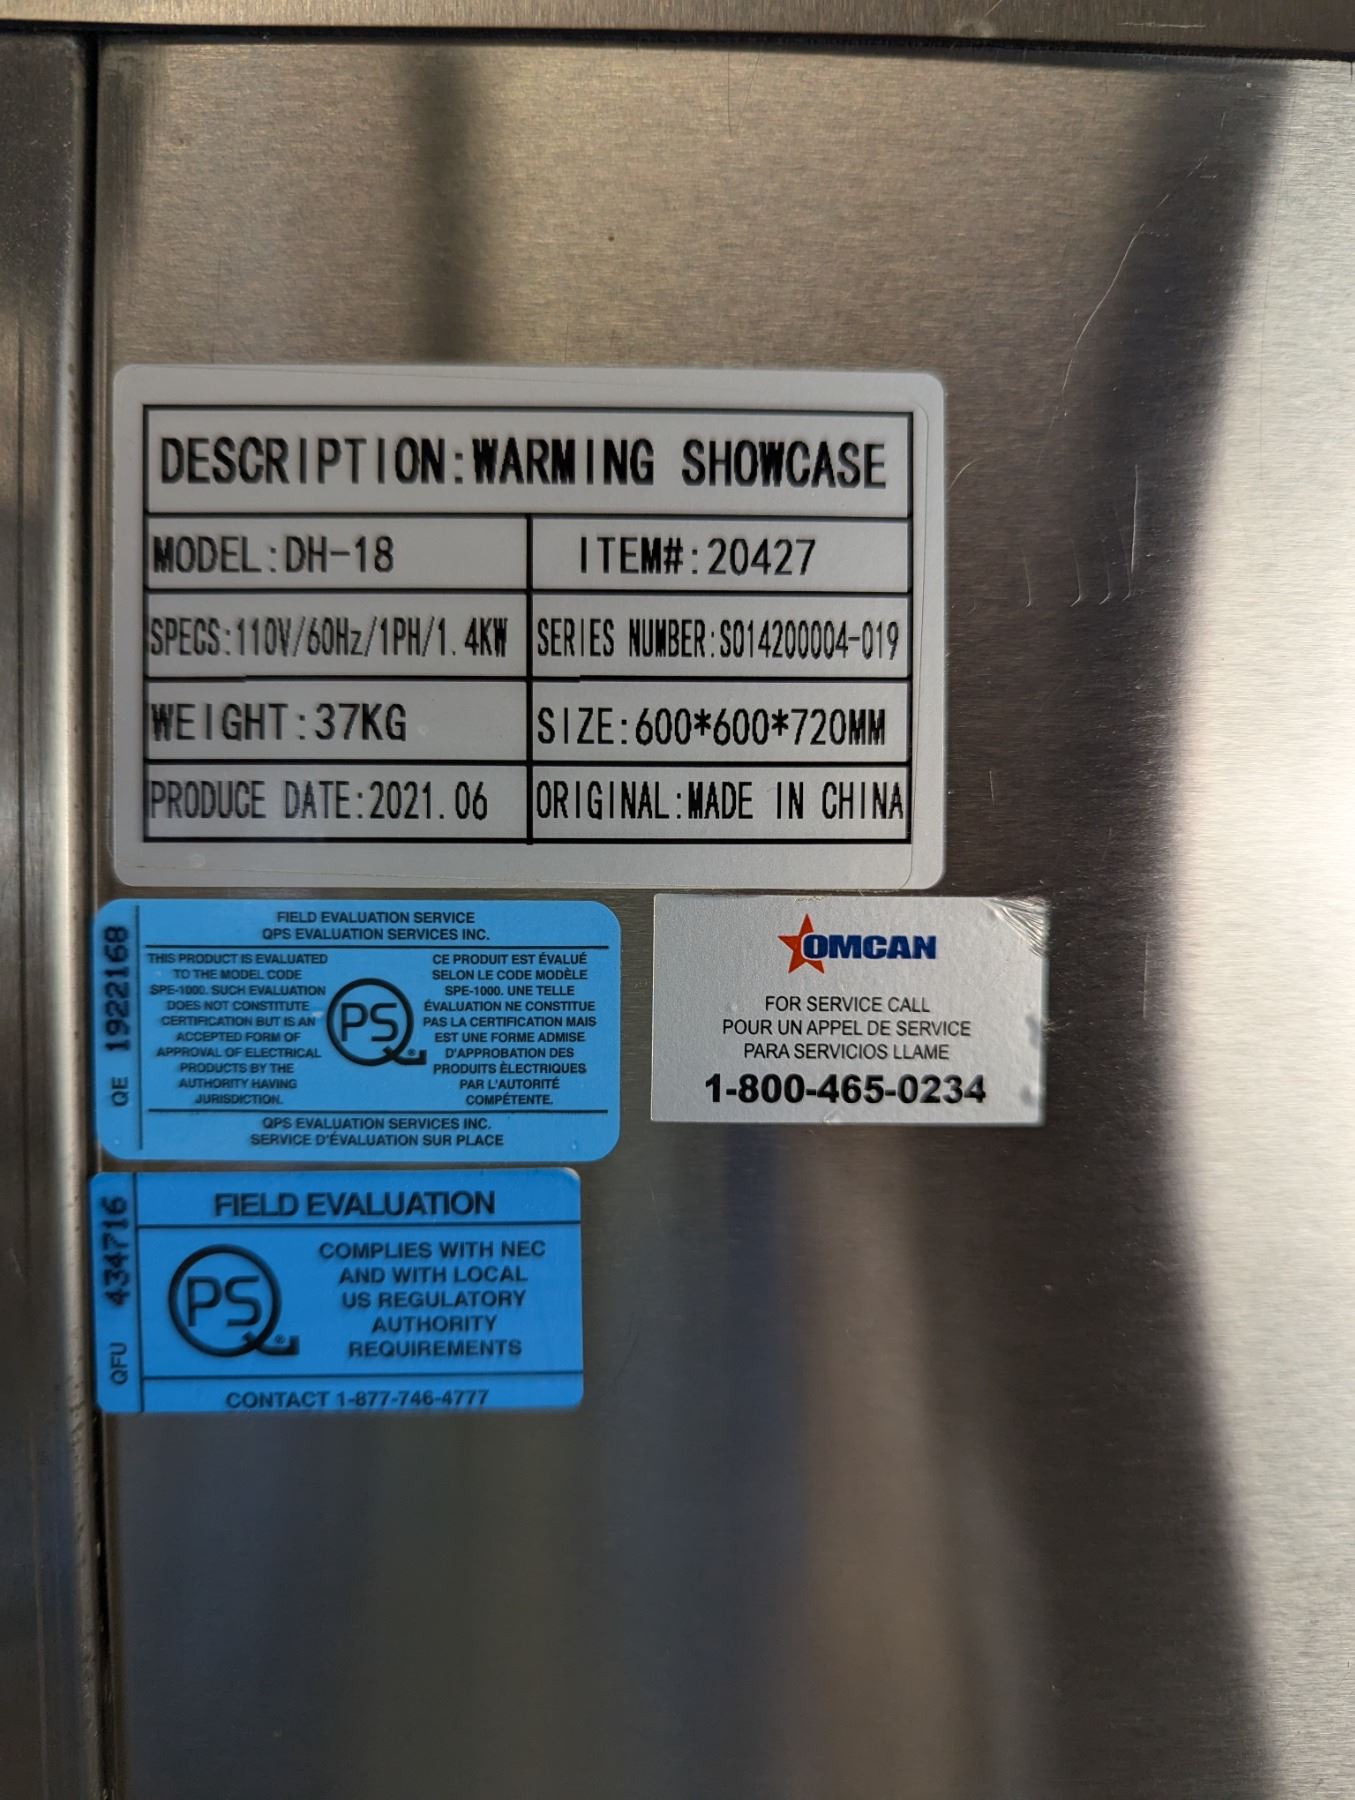 DESCRIPTION:WARMING SHOWCASE
MODEL:DH-18
ITEM#:20427
SPECS:110V/60Hz/1PH/1.4KW
SERIES NUMBER:S014200004-019
WEIGHT:37KG
SIZE:600*600*720MM
PRODUCE DATE:2021.06
ORIGINAL:MADE IN CHINA
QE 1922168
FIELD EVALUATION SERVICE
QPS EVALUATION SERVICES INC.
THIS PRODUCT IS EVALUATED
TO THE MODEL CODE
SPE-1000. SUCH EVALUATION
DOES NOT CONSTITUTE
CERTIFICATION BUT IS AN
ACCEPTED FORM OF
APPROVAL OF ELECTRICAL
PRODUCTS BY THE
AUTHORITY HAVING
JURISDICTION.
QPS®
CE PRODUIT EST ÉVALUÉ
SELON LE CODE MODÈLE
SPE-1000. UNE TELLE
ÉVALUATION NE CONSTITUE
PAS LA CERTIFICATION MAIS
EST UNE FORME ADMISE
D'APPROBATION DES
PRODUITS ÉLECTRIQUES
PAR L'AUTORITÉ
COMPÉTENTE.
QPS EVALUATION SERVICES INC.
SERVICE D'ÉVALUATION SUR PLACE
OMCAN
FOR SERVICE CALL
POUR UN APPEL DE SERVICE
PARA SERVICIOS LLAME
1-800-465-0234
QFU 434716
FIELD EVALUATION
QPS®
COMPLIES WITH NEC
AND WITH LOCAL
US REGULATORY
AUTHORITY
REQUIREMENTS
CONTACT 1-877-746-4777